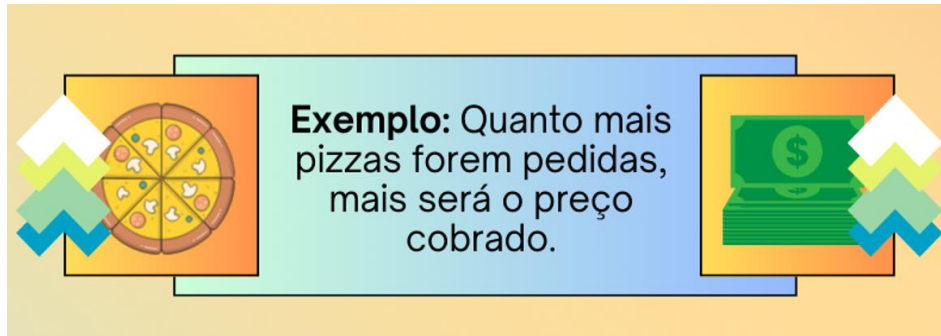 Exemplo: Quanto mais
pizzas forem pedidas,
mais será o preço
cobrado.
$